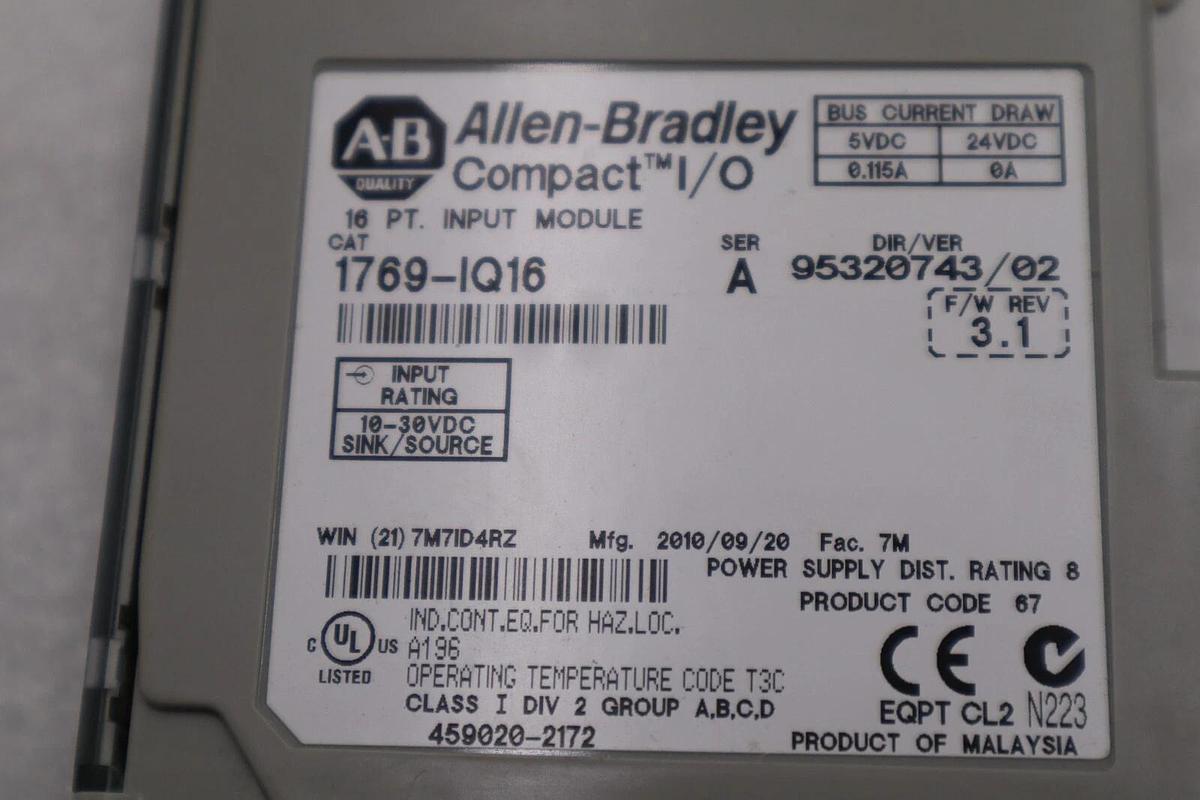 A-B
QUALITY
Allen-Bradley
Compact™ I/O
BUS CURRENT DRAW
5VDC 24VDC
0.115A 0A
16 PT. INPUT MODULE
CAT
1769-IQ16
SER
A
DIR/VER
95320743/02
F/W REV
3.1
INPUT
RATING
10-30VDC
SINK/SOURCE
WIN (21) 7M7ID4RZ Mfg. 2010/09/20 Fac. 7M
POWER SUPPLY DIST. RATING 8
PRODUCT CODE 67
C UL US
LISTED
IND.CONT.EQ.FOR HAZ.LOC.
A196
OPERATING TEMPERATURE CODE T3C
CLASS I DIV 2 GROUP A,B,C,D
459020-2172
CE
EQPT CL2 N223
PRODUCT OF MALAYSIA